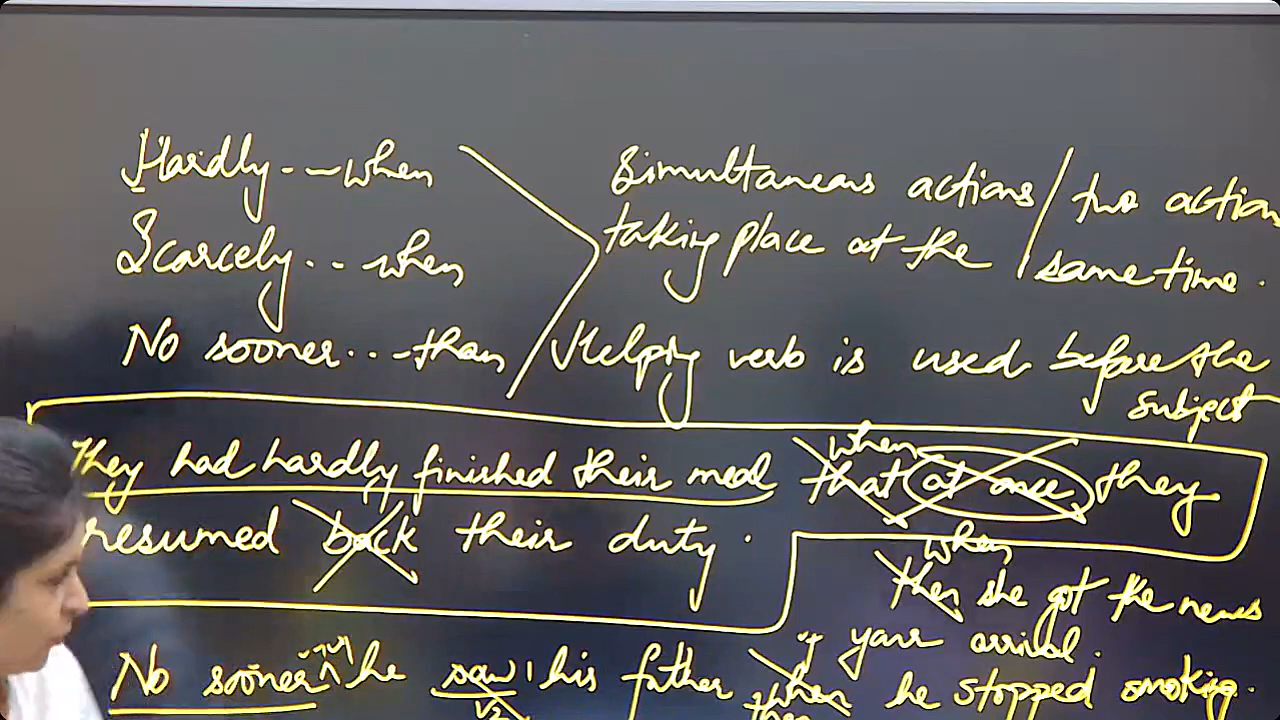 Hardly - - - when
Simultaneous actions / two action
Scarcely . . - when
taking place at the same time.
No sooner . . - than
Helping verb is used before the
subject
when
They had hardly finished their meal that at once they
resumed back their duty.
when
then she got the news
of your arrival.
No sooner he saw his father when he stopped smoking.
V2